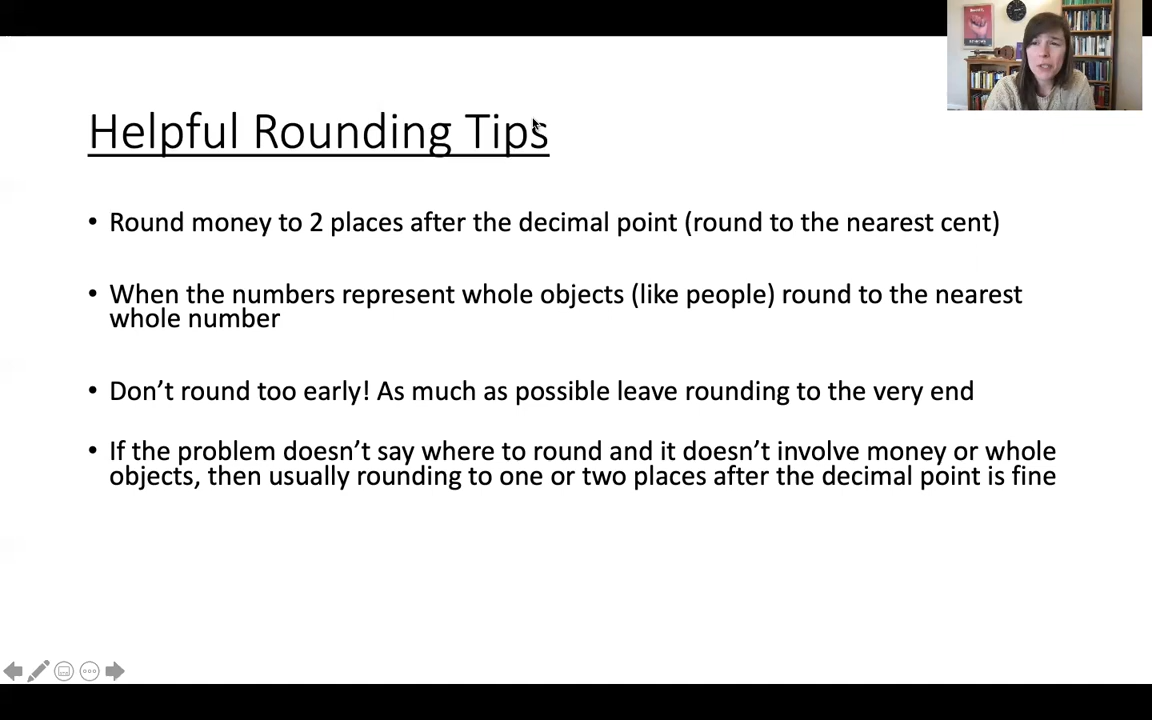 Helpful Rounding Tips
• Round money to 2 places after the decimal point (round to the nearest cent)
• When the numbers represent whole objects (like people) round to the nearest
whole number
• Don’t round too early! As much as possible leave rounding to the very end
• If the problem doesn’t say where to round and it doesn’t involve money or whole
objects, then usually rounding to one or two places after the decimal point is fine